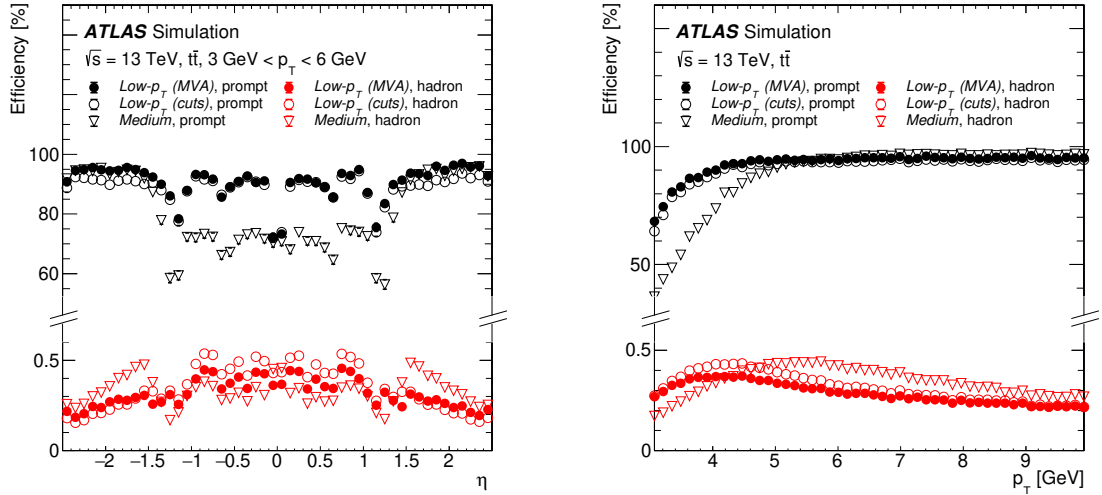 Efficiency [%]
ATLAS Simulation
√s = 13 TeV, tt̄, 3 GeV < p_T < 6 GeV
Low-p_T (MVA), prompt
Low-p_T (MVA), hadron
Low-p_T (cuts), prompt
Low-p_T (cuts), hadron
Medium, prompt
Medium, hadron
100
80
60
0.5
0
−2 −1.5 −1 −0.5 0 0.5 1 1.5 2
η
Efficiency [%]
ATLAS Simulation
√s = 13 TeV, tt̄
Low-p_T (MVA), prompt
Low-p_T (MVA), hadron
Low-p_T (cuts), prompt
Low-p_T (cuts), hadron
Medium, prompt
Medium, hadron
100
50
0.5
0
4 5 6 7 8 9
p_T [GeV]